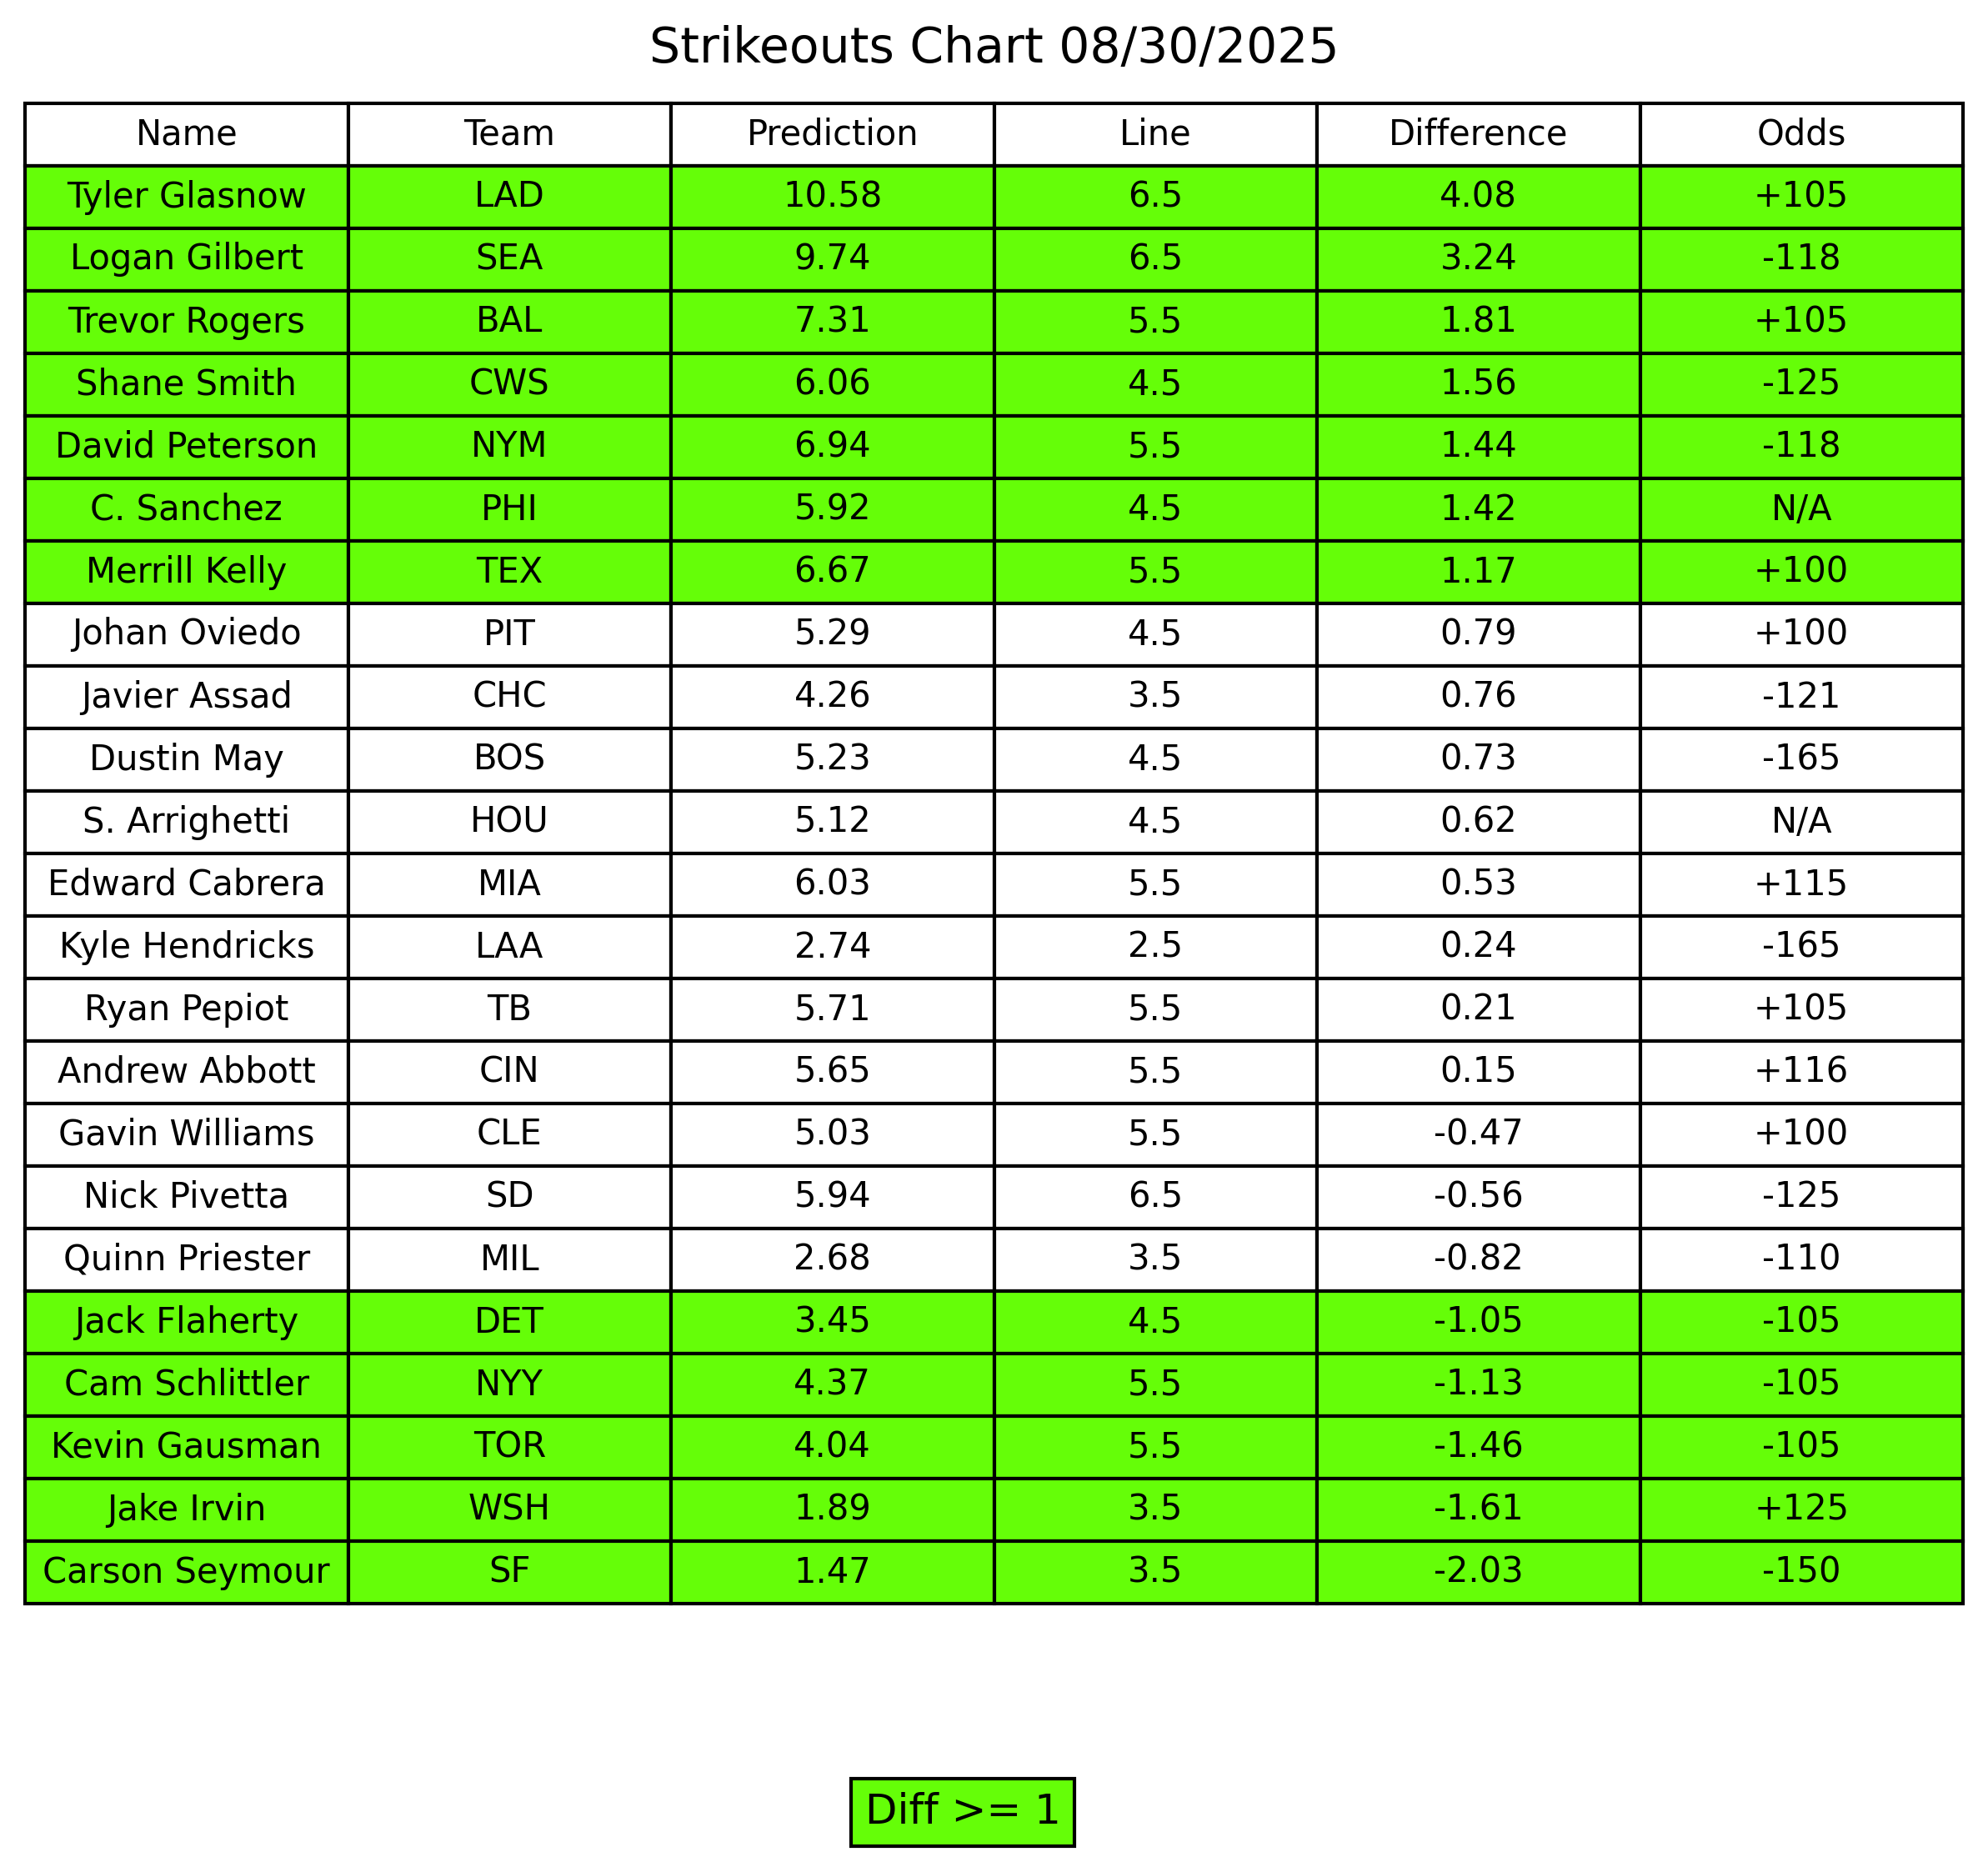 Strikeouts Chart 08/30/2025
Name Team Prediction Line Difference Odds
Tyler Glasnow LAD 10.58 6.5 4.08 +105
Logan Gilbert SEA 9.74 6.5 3.24 -118
Trevor Rogers BAL 7.31 5.5 1.81 +105
Shane Smith CWS 6.06 4.5 1.56 -125
David Peterson NYM 6.94 5.5 1.44 -118
C. Sanchez PHI 5.92 4.5 1.42 N/A
Merrill Kelly TEX 6.67 5.5 1.17 +100
Johan Oviedo PIT 5.29 4.5 0.79 +100
Javier Assad CHC 4.26 3.5 0.76 -121
Dustin May BOS 5.23 4.5 0.73 -165
S. Arrighetti HOU 5.12 4.5 0.62 N/A
Edward Cabrera MIA 6.03 5.5 0.53 +115
Kyle Hendricks LAA 2.74 2.5 0.24 -165
Ryan Pepiot TB 5.71 5.5 0.21 +105
Andrew Abbott CIN 5.65 5.5 0.15 +116
Gavin Williams CLE 5.03 5.5 -0.47 +100
Nick Pivetta SD 5.94 6.5 -0.56 -125
Quinn Priester MIL 2.68 3.5 -0.82 -110
Jack Flaherty DET 3.45 4.5 -1.05 -105
Cam Schlittler NYY 4.37 5.5 -1.13 -105
Kevin Gausman TOR 4.04 5.5 -1.46 -105
Jake Irvin WSH 1.89 3.5 -1.61 +125
Carson Seymour SF 1.47 3.5 -2.03 -150
Diff >= 1